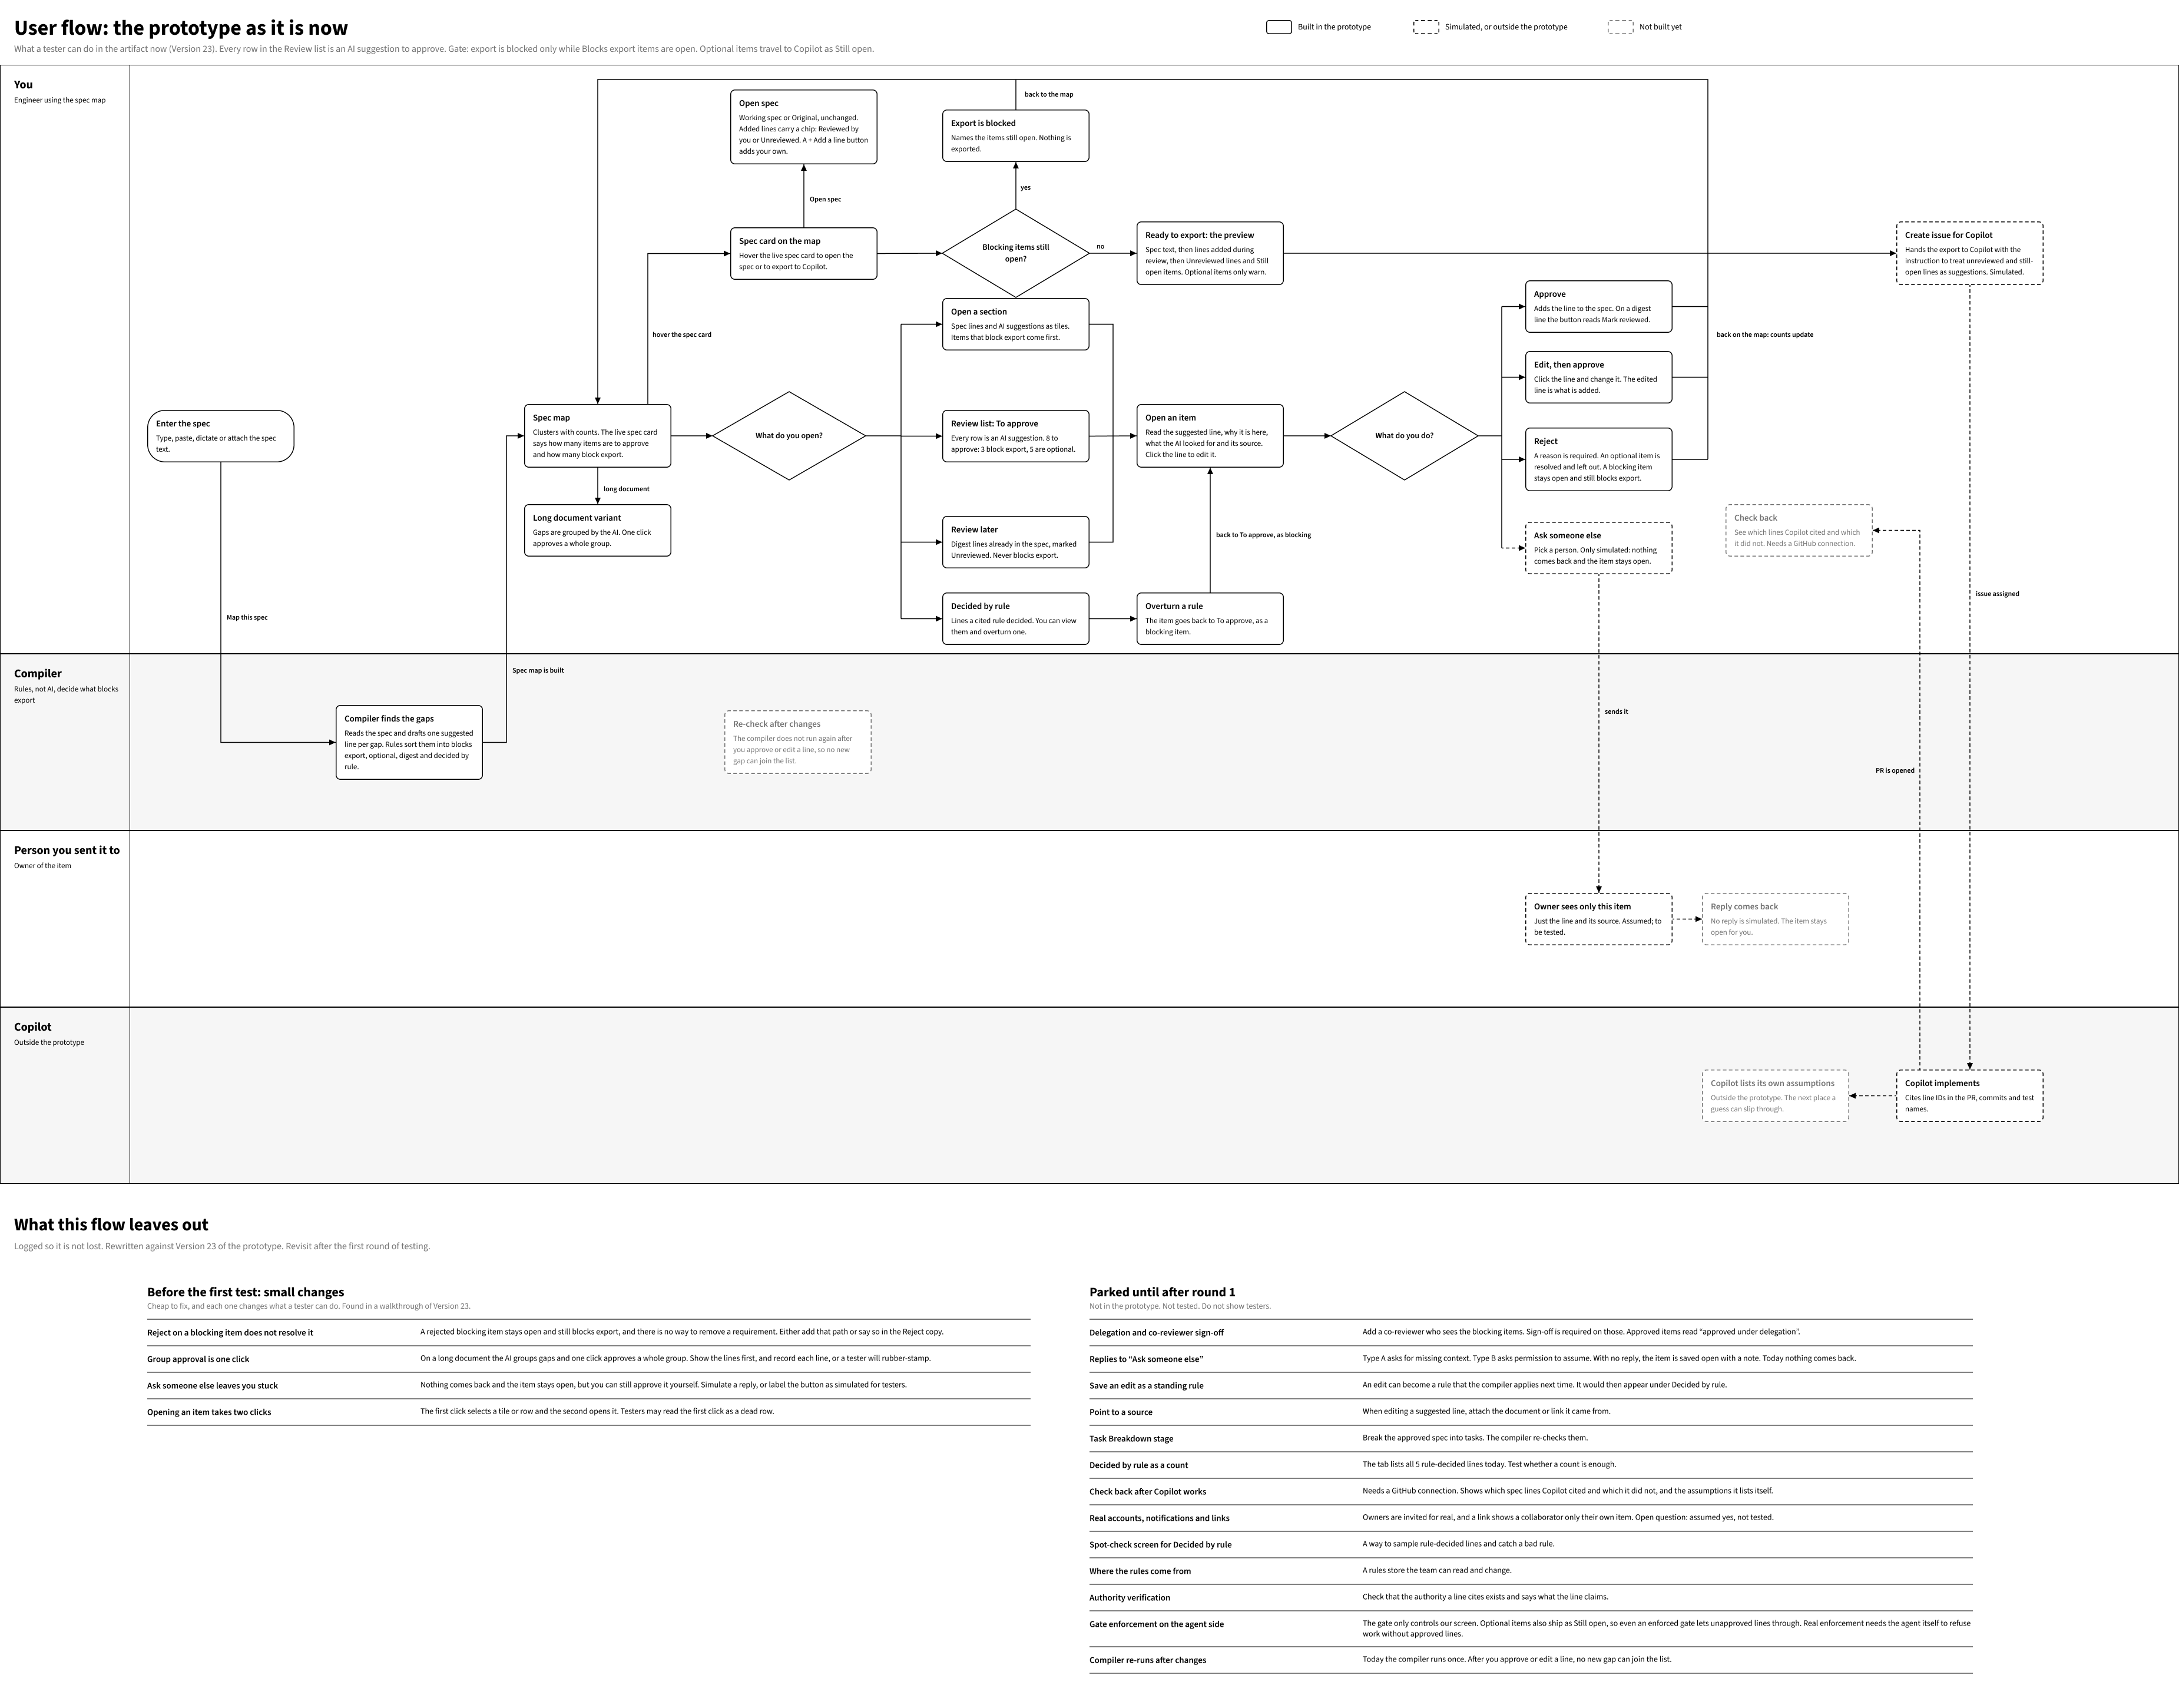 User flow: the prototype as it is now
What a tester can do in the artifact now (Version 23). Every row in the Review list is an AI suggestion to approve. Gate: export is blocked only while Blocks export items are open. Optional items travel to Copilot as Still open.
Built in the prototype
Simulated, or outside the prototype
Not built yet
You
Engineer using the spec map
Open spec
Working spec or Original, unchanged.
Added lines carry a chip: Reviewed by
you or Unreviewed. A + Add a line button
adds your own.
back to the map
Export is blocked
Names the items still open. Nothing is
exported.
Open spec
yes
Spec card on the map
Hover the live spec card to open the
spec or to export to Copilot.
Blocking items still
open?
no
Ready to export: the preview
Spec text, then lines added during
review, then Unreviewed lines and Still
open items. Optional items only warn.
Create issue for Copilot
Hands the export to Copilot with the
instruction to treat unreviewed and still-
open lines as suggestions. Simulated.
hover the spec card
Open a section
Spec lines and AI suggestions as tiles.
Items that block export come first.
Approve
Adds the line to the spec. On a digest
line the button reads Mark reviewed.
back on the map: counts update
Edit, then approve
Click the line and change it. The edited
line is what is added.
Enter the spec
Type, paste, dictate or attach the spec
text.
Spec map
Clusters with counts. The live spec card
says how many items are to approve
and how many block export.
What do you open?
Review list: To approve
Every row is an AI suggestion. 8 to
approve: 3 block export, 5 are optional.
Open an item
Read the suggested line, why it is here,
what the AI looked for and its source.
Click the line to edit it.
What do you do?
Reject
A reason is required. An optional item is
resolved and left out. A blocking item
stays open and still blocks export.
long document
Long document variant
Gaps are grouped by the AI. One click
approves a whole group.
Review later
Digest lines already in the spec, marked
Unreviewed. Never blocks export.
back to To approve, as blocking
Ask someone else
Pick a person. Only simulated: nothing
comes back and the item stays open.
Check back
See which lines Copilot cited and which
it did not. Needs a GitHub connection.
issue assigned
Map this spec
Decided by rule
Lines a cited rule decided. You can view
them and overturn one.
Overturn a rule
The item goes back to To approve, as a
blocking item.
Compiler
Rules, not AI, decide what blocks
export
Spec map is built
Compiler finds the gaps
Reads the spec and drafts one suggested
line per gap. Rules sort them into blocks
export, optional, digest and decided by
rule.
Re-check after changes
The compiler does not run again after
you approve or edit a line, so no new
gap can join the list.
sends it
PR is opened
Person you sent it to
Owner of the item
Owner sees only this item
Just the line and its source. Assumed; to
be tested.
Reply comes back
No reply is simulated. The item stays
open for you.
Copilot
Outside the prototype
Copilot lists its own assumptions
Outside the prototype. The next place a
guess can slip through.
Copilot implements
Cites line IDs in the PR, commits and test
names.
What this flow leaves out
Logged so it is not lost. Rewritten against Version 23 of the prototype. Revisit after the first round of testing.
Before the first test: small changes
Cheap to fix, and each one changes what a tester can do. Found in a walkthrough of Version 23.
Reject on a blocking item does not resolve it
A rejected blocking item stays open and still blocks export, and there is no way to remove a requirement. Either add that path or say so in the Reject copy.
Group approval is one click
On a long document the AI groups gaps and one click approves a whole group. Show the lines first, and record each line, or a tester will rubber-stamp.
Ask someone else leaves you stuck
Nothing comes back and the item stays open, but you can still approve it yourself. Simulate a reply, or label the button as simulated for testers.
Opening an item takes two clicks
The first click selects a tile or row and the second opens it. Testers may read the first click as a dead row.
Parked until after round 1
Not in the prototype. Not tested. Do not show testers.
Delegation and co-reviewer sign-off
Add a co-reviewer who sees the blocking items. Sign-off is required on those. Approved items read “approved under delegation”.
Replies to “Ask someone else”
Type A asks for missing context. Type B asks permission to assume. With no reply, the item is saved open with a note. Today nothing comes back.
Save an edit as a standing rule
An edit can become a rule that the compiler applies next time. It would then appear under Decided by rule.
Point to a source
When editing a suggested line, attach the document or link it came from.
Task Breakdown stage
Break the approved spec into tasks. The compiler re-checks them.
Decided by rule as a count
The tab lists all 5 rule-decided lines today. Test whether a count is enough.
Check back after Copilot works
Needs a GitHub connection. Shows which spec lines Copilot cited and which it did not, and the assumptions it lists itself.
Real accounts, notifications and links
Owners are invited for real, and a link shows a collaborator only their own item. Open question: assumed yes, not tested.
Spot-check screen for Decided by rule
A way to sample rule-decided lines and catch a bad rule.
Where the rules come from
A rules store the team can read and change.
Authority verification
Check that the authority a line cites exists and says what the line claims.
Gate enforcement on the agent side
The gate only controls our screen. Optional items also ship as Still open, so even an enforced gate lets unapproved lines through. Real enforcement needs the agent itself to refuse
work without approved lines.
Compiler re-runs after changes
Today the compiler runs once. After you approve or edit a line, no new gap can join the list.